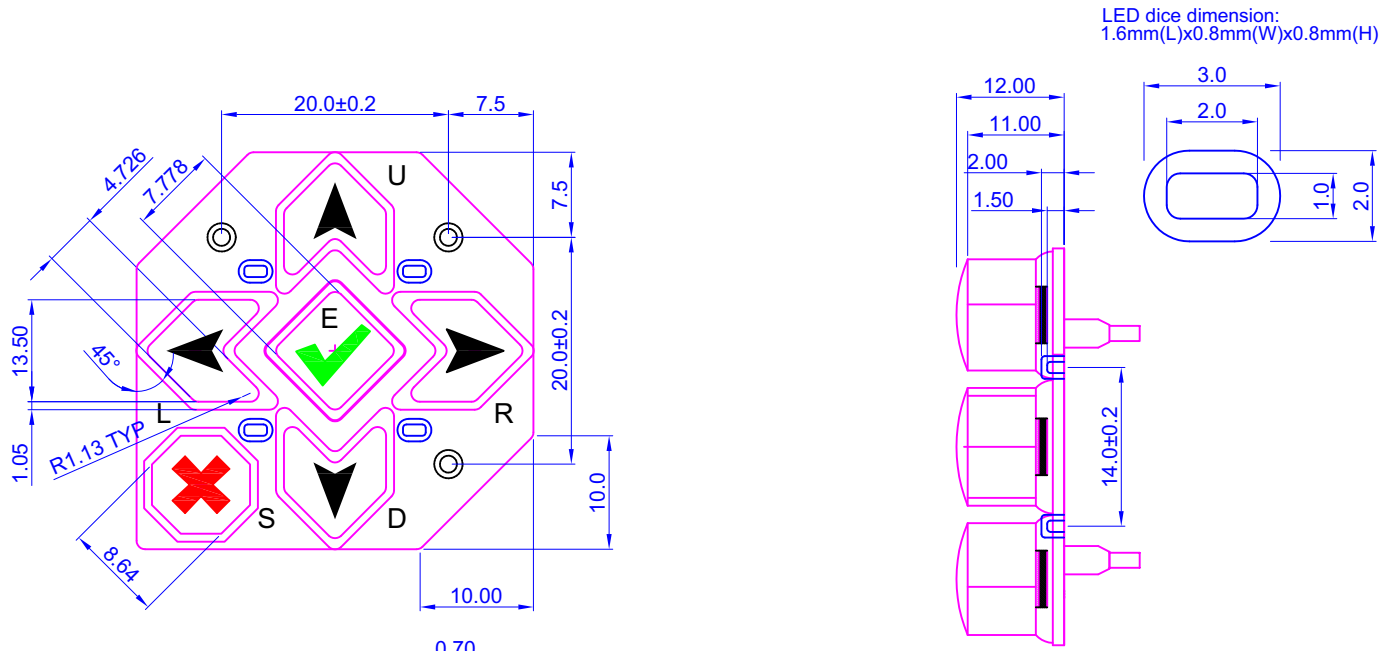 LED dice dimension:
1.6mm(L)x0.8mm(W)x0.8mm(H)
3.0
2.0
1.0
2.0
12.00
11.00
2.00
1.50
14.0±0.2
20.0±0.2
7.5
4.726
7.778
U
7.5
E
20.0±0.2
13.50
45°
L
R
R1.13 TYP
1.05
S
D
10.0
8.64
10.00
0.70